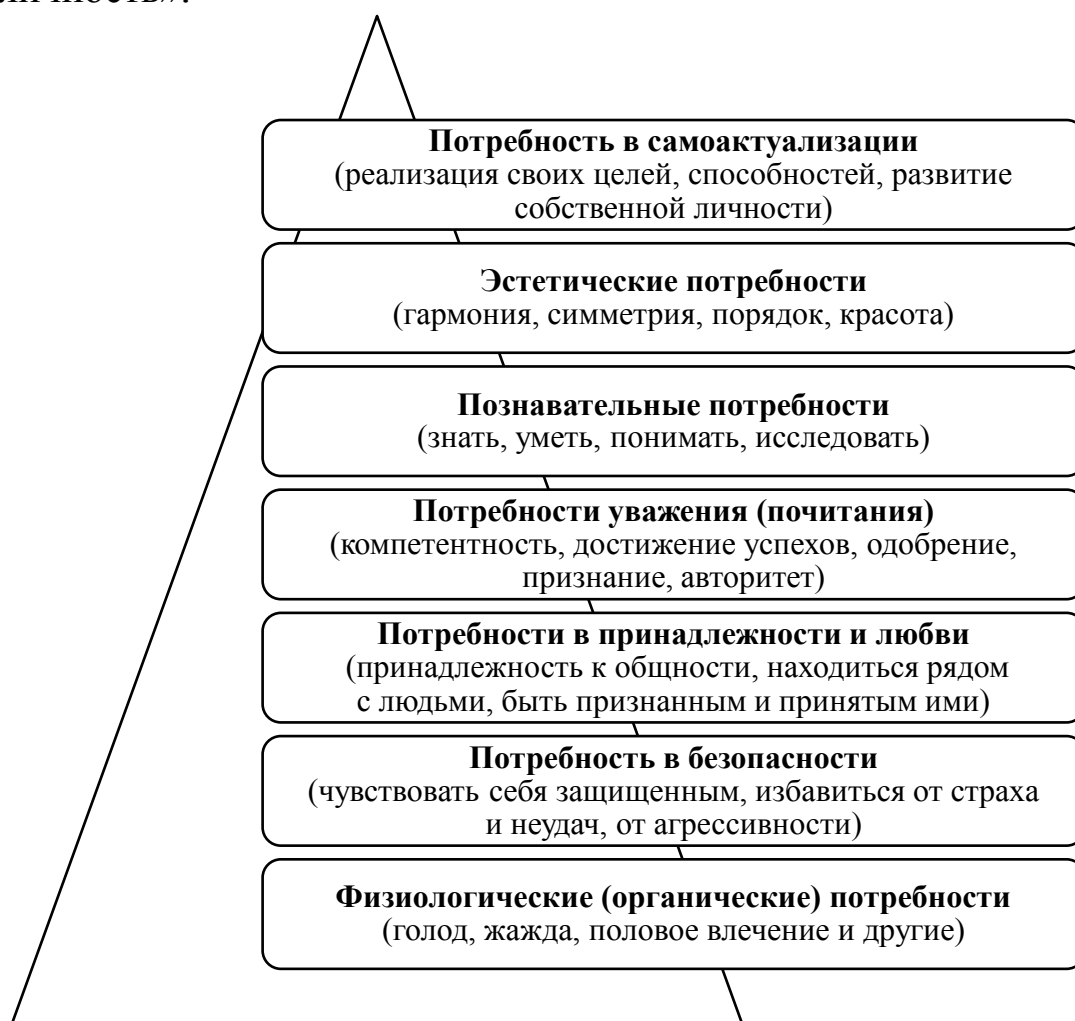 Потребность в самоактуализации
(реализация своих целей, способностей, развитие
собственной личности)
Эстетические потребности
(гармония, симметрия, порядок, красота)
Познавательные потребности
(знать, уметь, понимать, исследовать)
Потребности уважения (почитания)
(компетентность, достижение успехов, одобрение,
признание, авторитет)
Потребности в принадлежности и любви
(принадлежность к общности, находиться рядом
с людьми, быть признанным и принятым ими)
Потребность в безопасности
(чувствовать себя защищенным, избавиться от страха
и неудач, от агрессивности)
Физиологические (органические) потребности
(голод, жажда, половое влечение и другие)